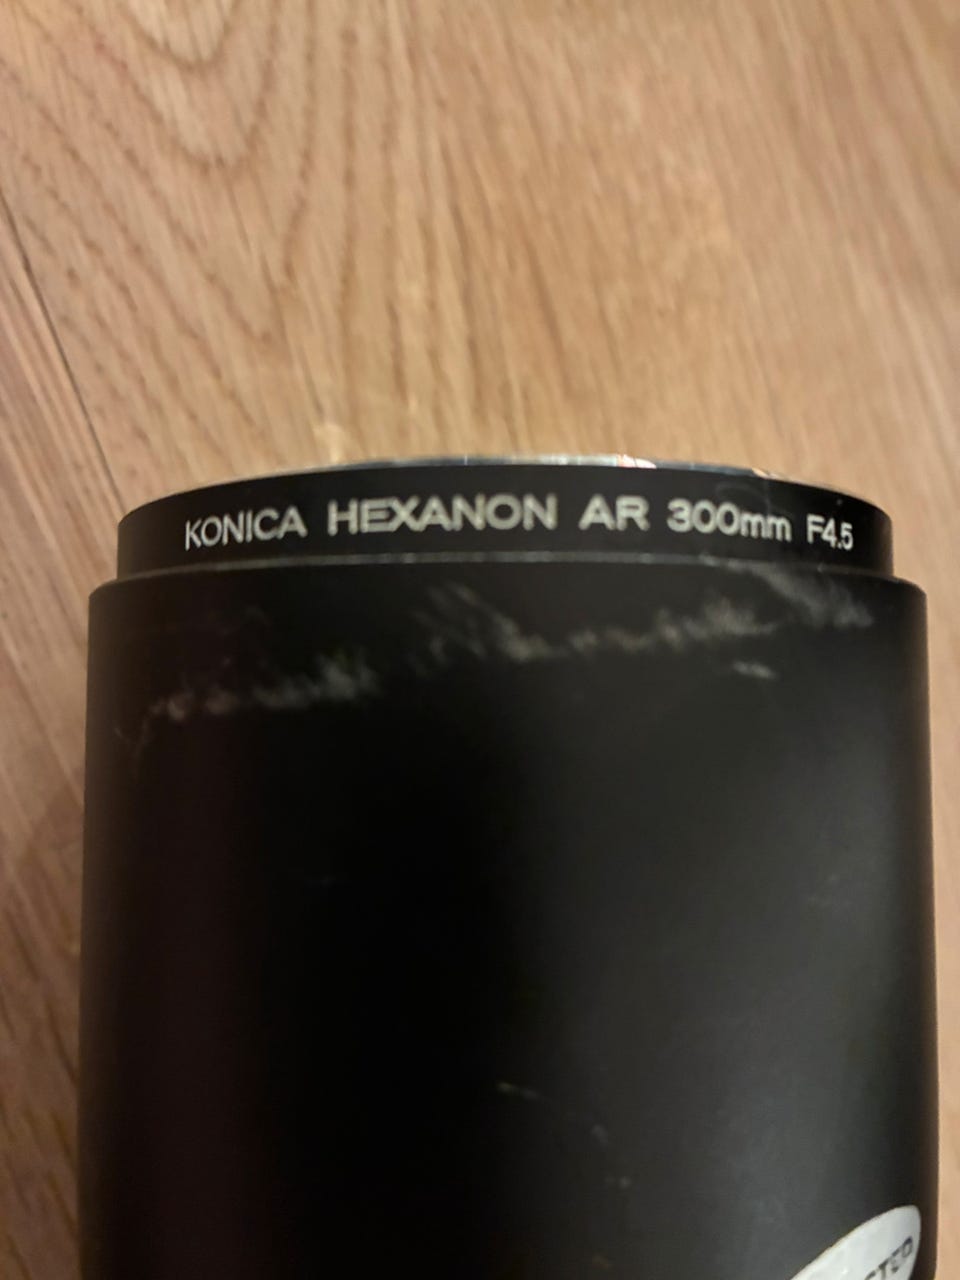 KONICA HEXANON AR 300mm F4.5